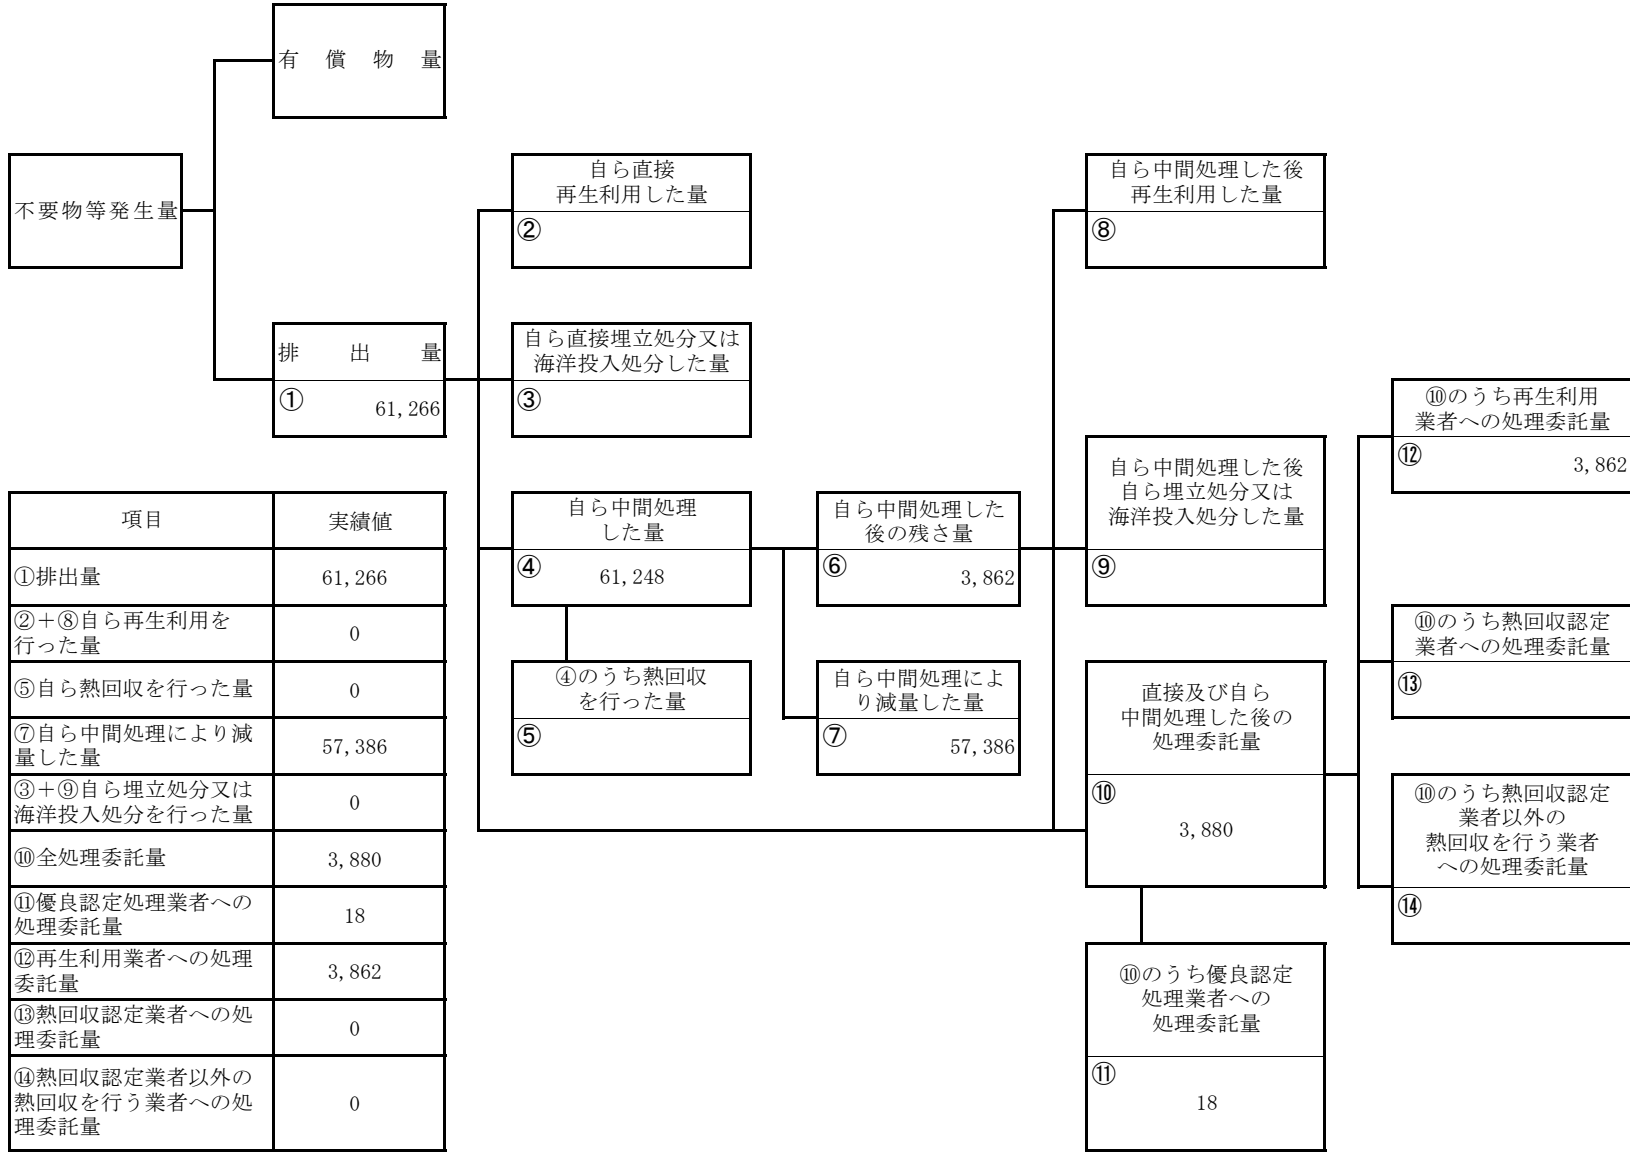 有償物量
不要物等発生量
排出量
① 61,266
自ら直接
再生利用した量
②
自ら直接埋立処分又は
海洋投入処分した量
③
自ら中間処理
した量
④ 61,248
④のうち熱回収
を行った量
⑤
自ら中間処理した
後の残さ量
⑥ 3,862
自ら中間処理によ
り減量した量
⑦ 57,386
自ら中間処理した後
再生利用した量
⑧
自ら中間処理した後
自ら埋立処分又は
海洋投入処分した量
⑨
直接及び自ら
中間処理した後の
処理委託量
⑩
3,880
⑩のうち優良認定
処理業者への
処理委託量
⑪
18
⑩のうち再生利用
業者への処理委託量
⑫ 3,862
⑩のうち熱回収認定
業者への処理委託量
⑬
⑩のうち熱回収認定
業者以外の
熱回収を行う業者
への処理委託量
⑭
項目 実績値
①排出量 61,266
②＋⑧自ら再生利用を
行った量 0
⑤自ら熱回収を行った量 0
⑦自ら中間処理により減
量した量 57,386
③＋⑨自ら埋立処分又は
海洋投入処分を行った量 0
⑩全処理委託量 3,880
⑪優良認定処理業者への
処理委託量 18
⑫再生利用業者への処理
委託量 3,862
⑬熱回収認定業者への処
理委託量 0
⑭熱回収認定業者以外の
熱回収を行う業者への処 0
理委託量